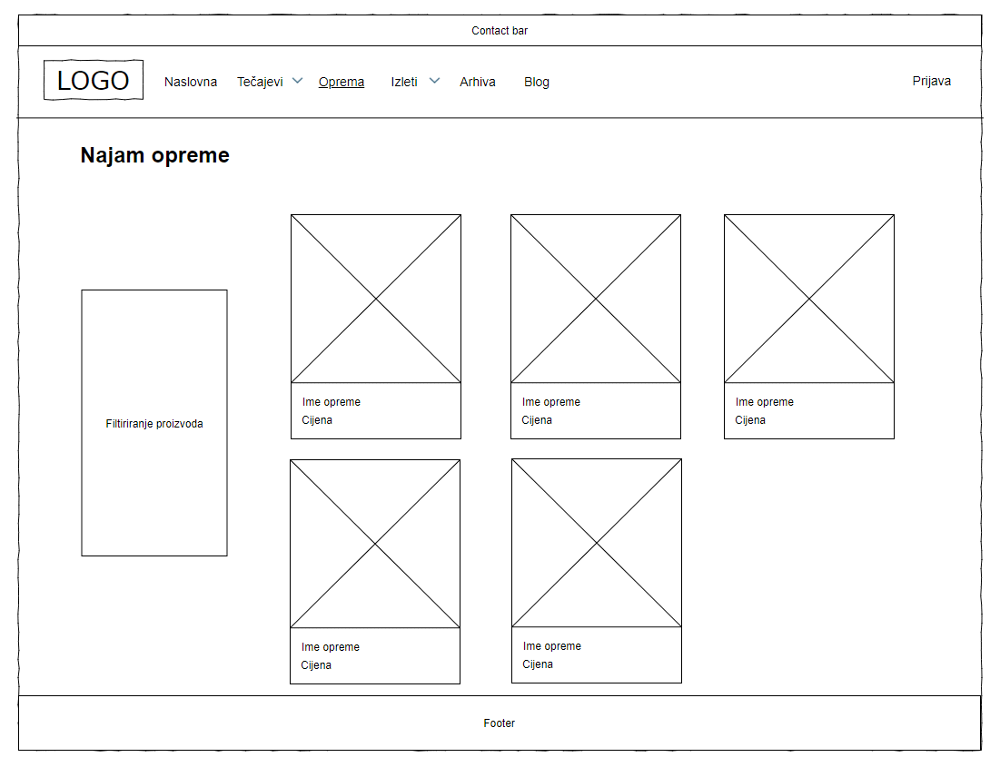 Contact bar
LOGO Naslovna Tečajevi Oprema Izleti Arhiva Blog Prijava
Najam opreme
Filtiriranje proizvoda
Ime opreme
Cijena
Ime opreme
Cijena
Ime opreme
Cijena
Ime opreme
Cijena
Ime opreme
Cijena
Footer